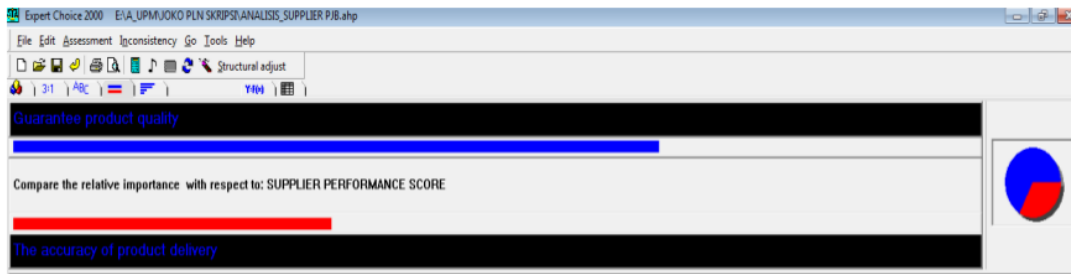 Expert Choice 2000 E:\A_UPM\JOKO PLN SKRIPSI\ANALISIS_SUPPLIER PJB.ahp
File Edit Assessment Inconsistency Go Tools Help
Structural adjust
3:1 ABC Y=f(x)
Guarantee product quality
Compare the relative importance with respect to: SUPPLIER PERFORMANCE SCORE
The accuracy of product delivery